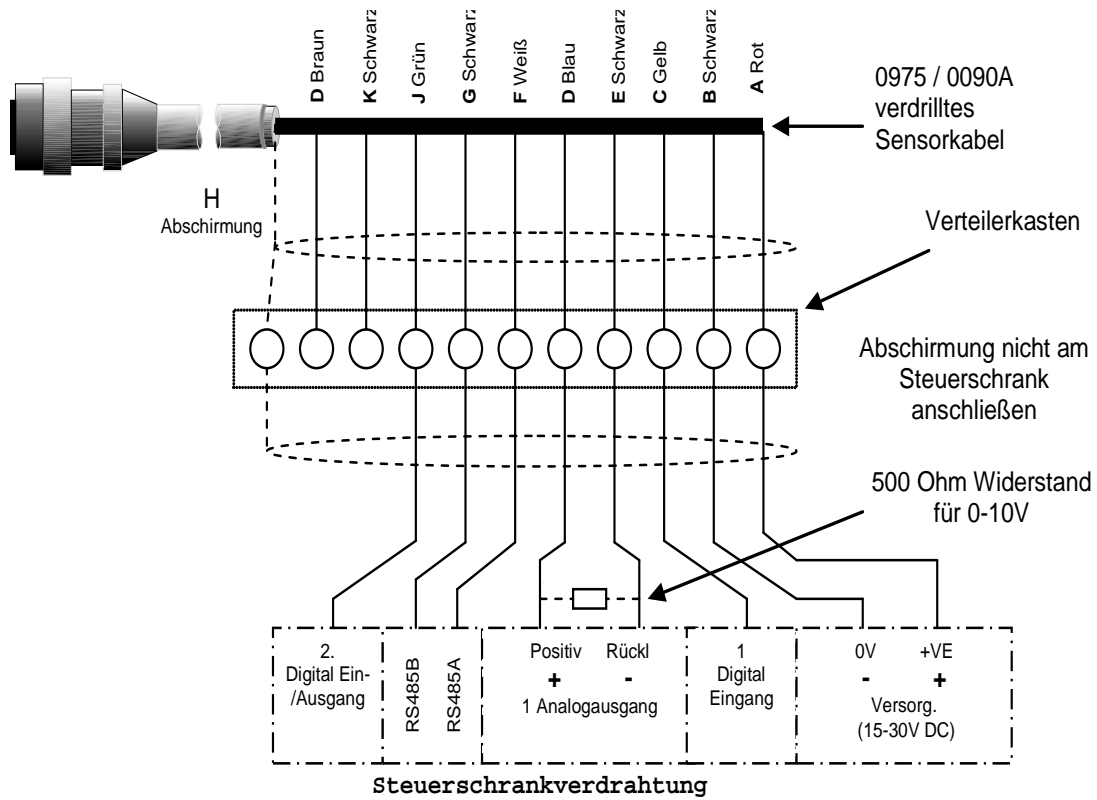 D Braun
K Schwarz
J Grün
G Schwarz
F Weiß
D Blau
E Schwarz
C Gelb
B Schwarz
A Rot
0975 / 0090A
verdrilltes
Sensorkabel
H
Abschirmung
Verteilerkasten
Abschirmung nicht am
Steuerschrank
anschließen
500 Ohm Widerstand
für 0-10V
2.
Digital Ein-
/Ausgang
RS485B
RS485A
Positiv Rückl
+ -
1 Analogausgang
1
Digital
Eingang
0V +VE
- +
Versorg.
(15-30V DC)
Steuerschrankverdrahtung